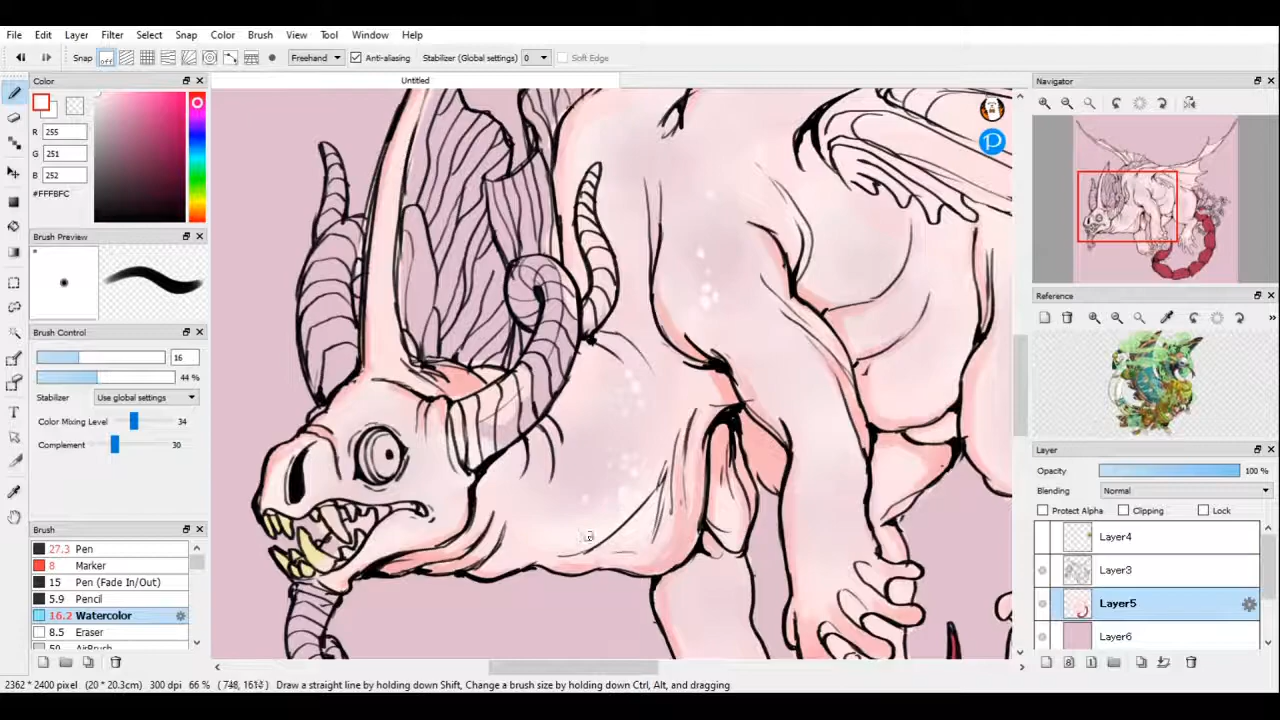 File Edit Layer Filter Select Snap Color Brush View Tool Window Help
Snap off Freehand Anti-aliasing Stabilizer (Global settings) 0 Soft Edge
Color Untitled Navigator
R 255
G 251
B 252
#FFFBFC
Brush Preview
Reference
Brush Control
16
44 %
Stabilizer Use global settings
Color Mixing Level 34
Complement 30
Layer
Opacity 100 %
Blending Normal
Protect Alpha Clipping Lock
Brush
27.3 Pen
8 Marker
15 Pen (Fade In/Out)
5.9 Pencil
16.2 Watercolor
8.5 Eraser
50 AirBrush
Layer4
Layer3
Layer5
Layer6
2362 * 2400 pixel (20 * 20.3cm) 300 dpi 66 % Draw a straight line by holding down Shift, Change a brush size by holding down Ctrl, Alt, and dragging